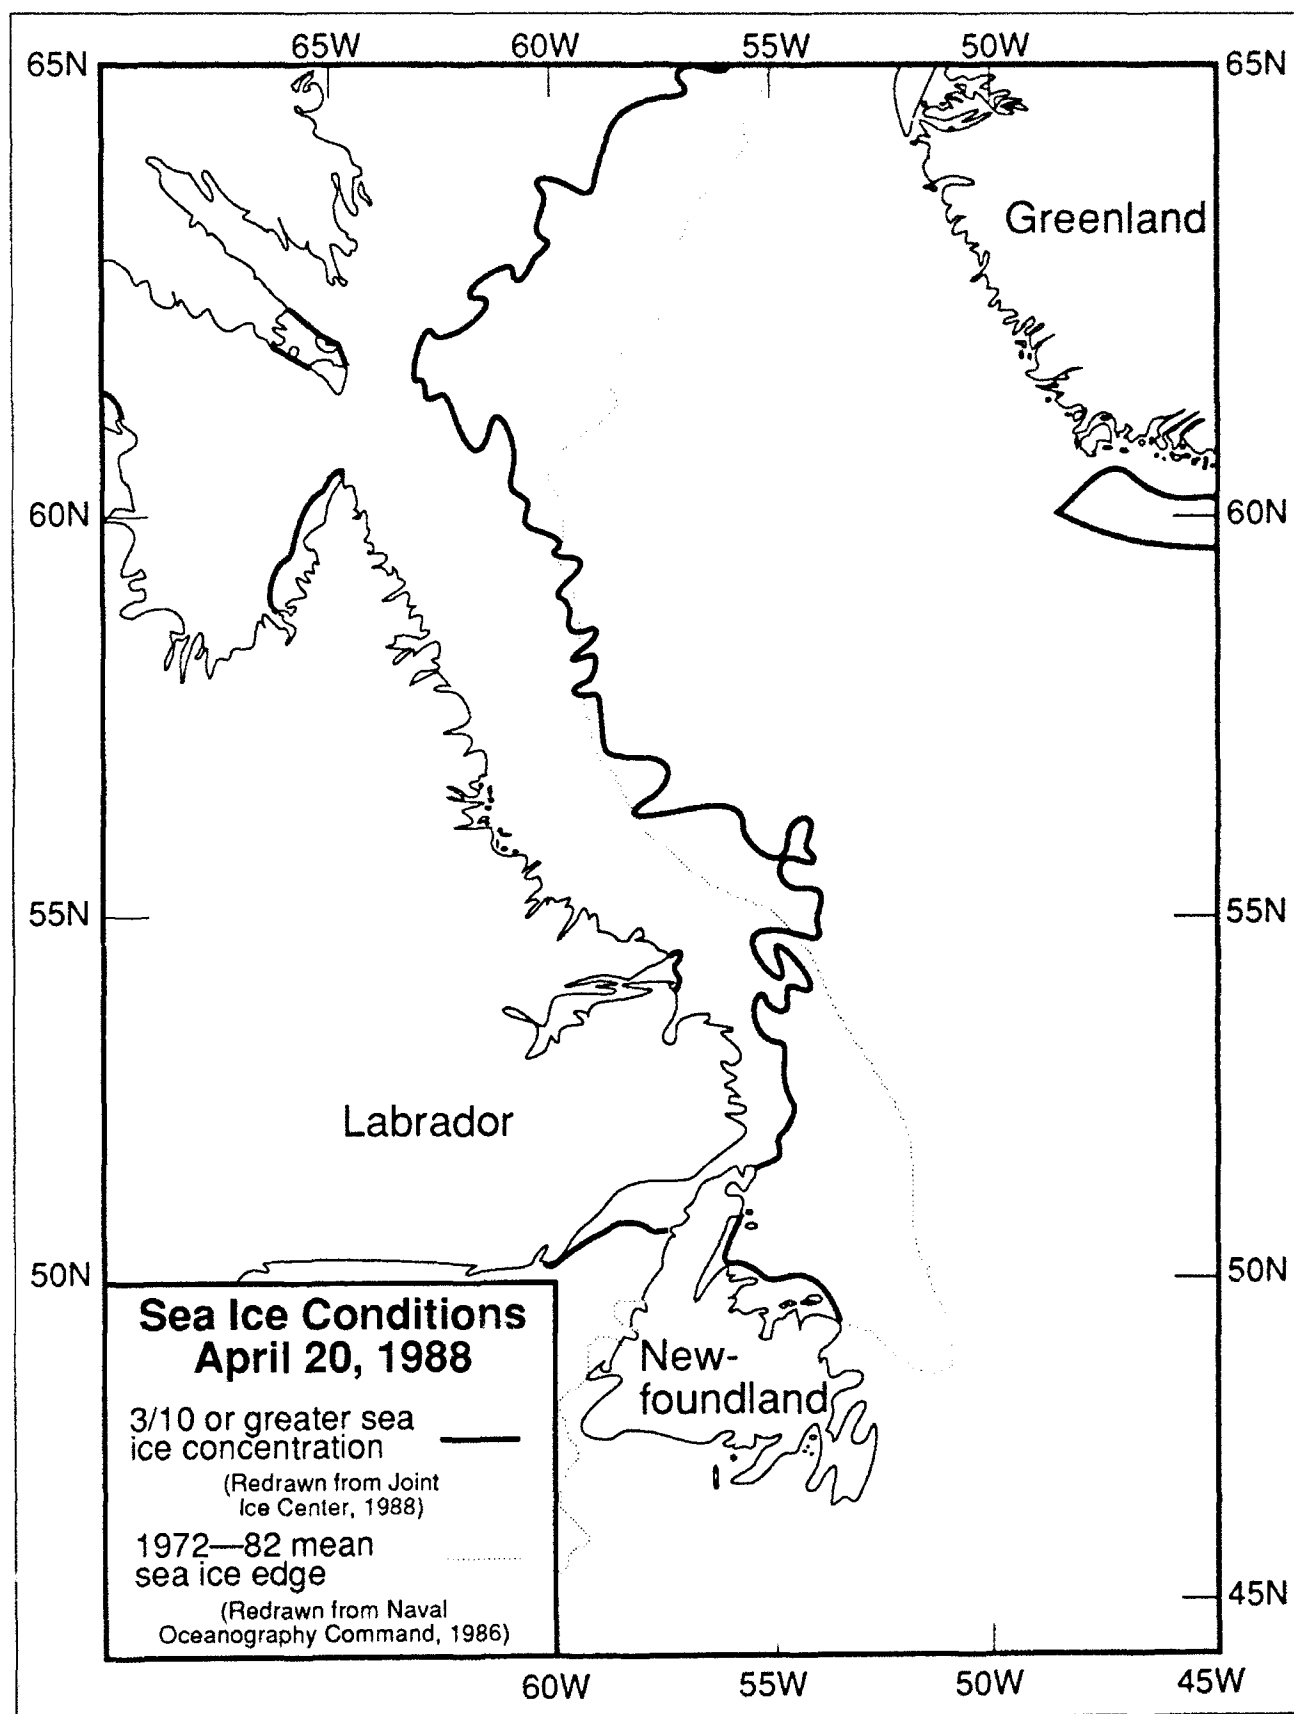 65W 60W 55W 50W
65N 65N
Greenland
60N 60N
55N 55N
Labrador
50N 50N
Sea Ice Conditions
April 20, 1988
3/10 or greater sea
ice concentration
(Redrawn from Joint
Ice Center, 1988)
1972—82 mean
sea ice edge
(Redrawn from Naval
Oceanography Command, 1986)
New-
foundland
45N
60W 55W 50W 45W